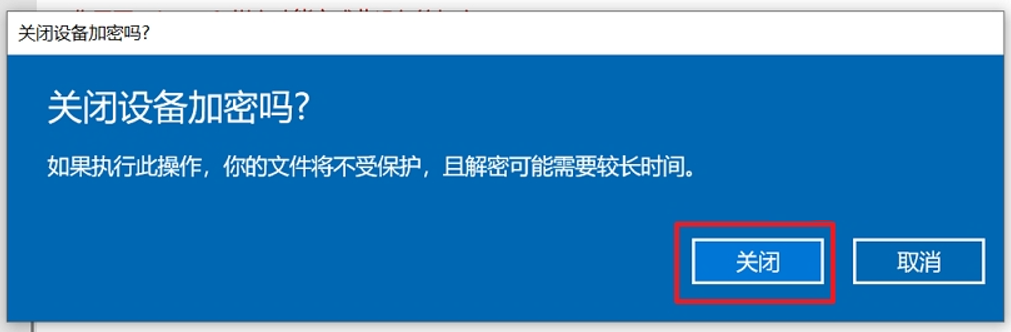 关闭设备加密吗?
关闭设备加密吗?
如果执行此操作，你的文件将不受保护，且解密可能需要较长时间。
关闭
取消